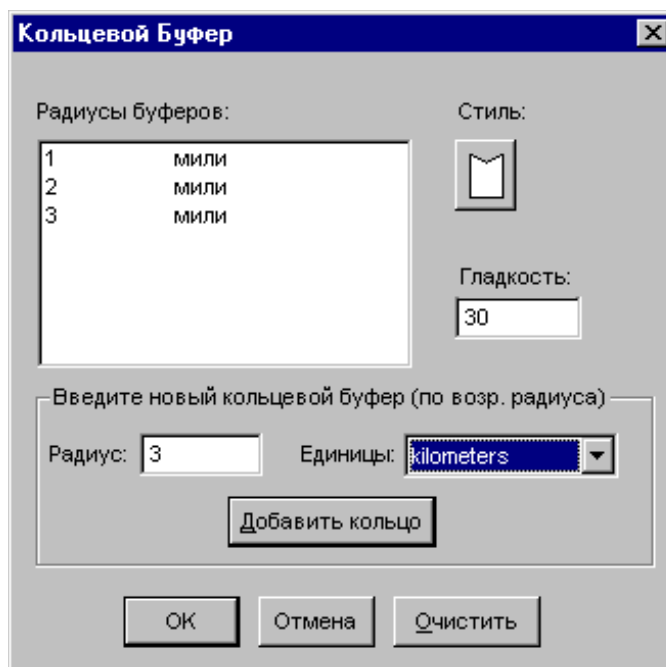 Кольцевой Буфер
Радиусы буферов:
Стиль:
1 мили
2 мили
3 мили
Гладкость:
30
Введите новый кольцевой буфер (по возр. радиуса)
Радиус: 3 Единицы: kilometers
Добавить кольцо
OK Отмена Очистить